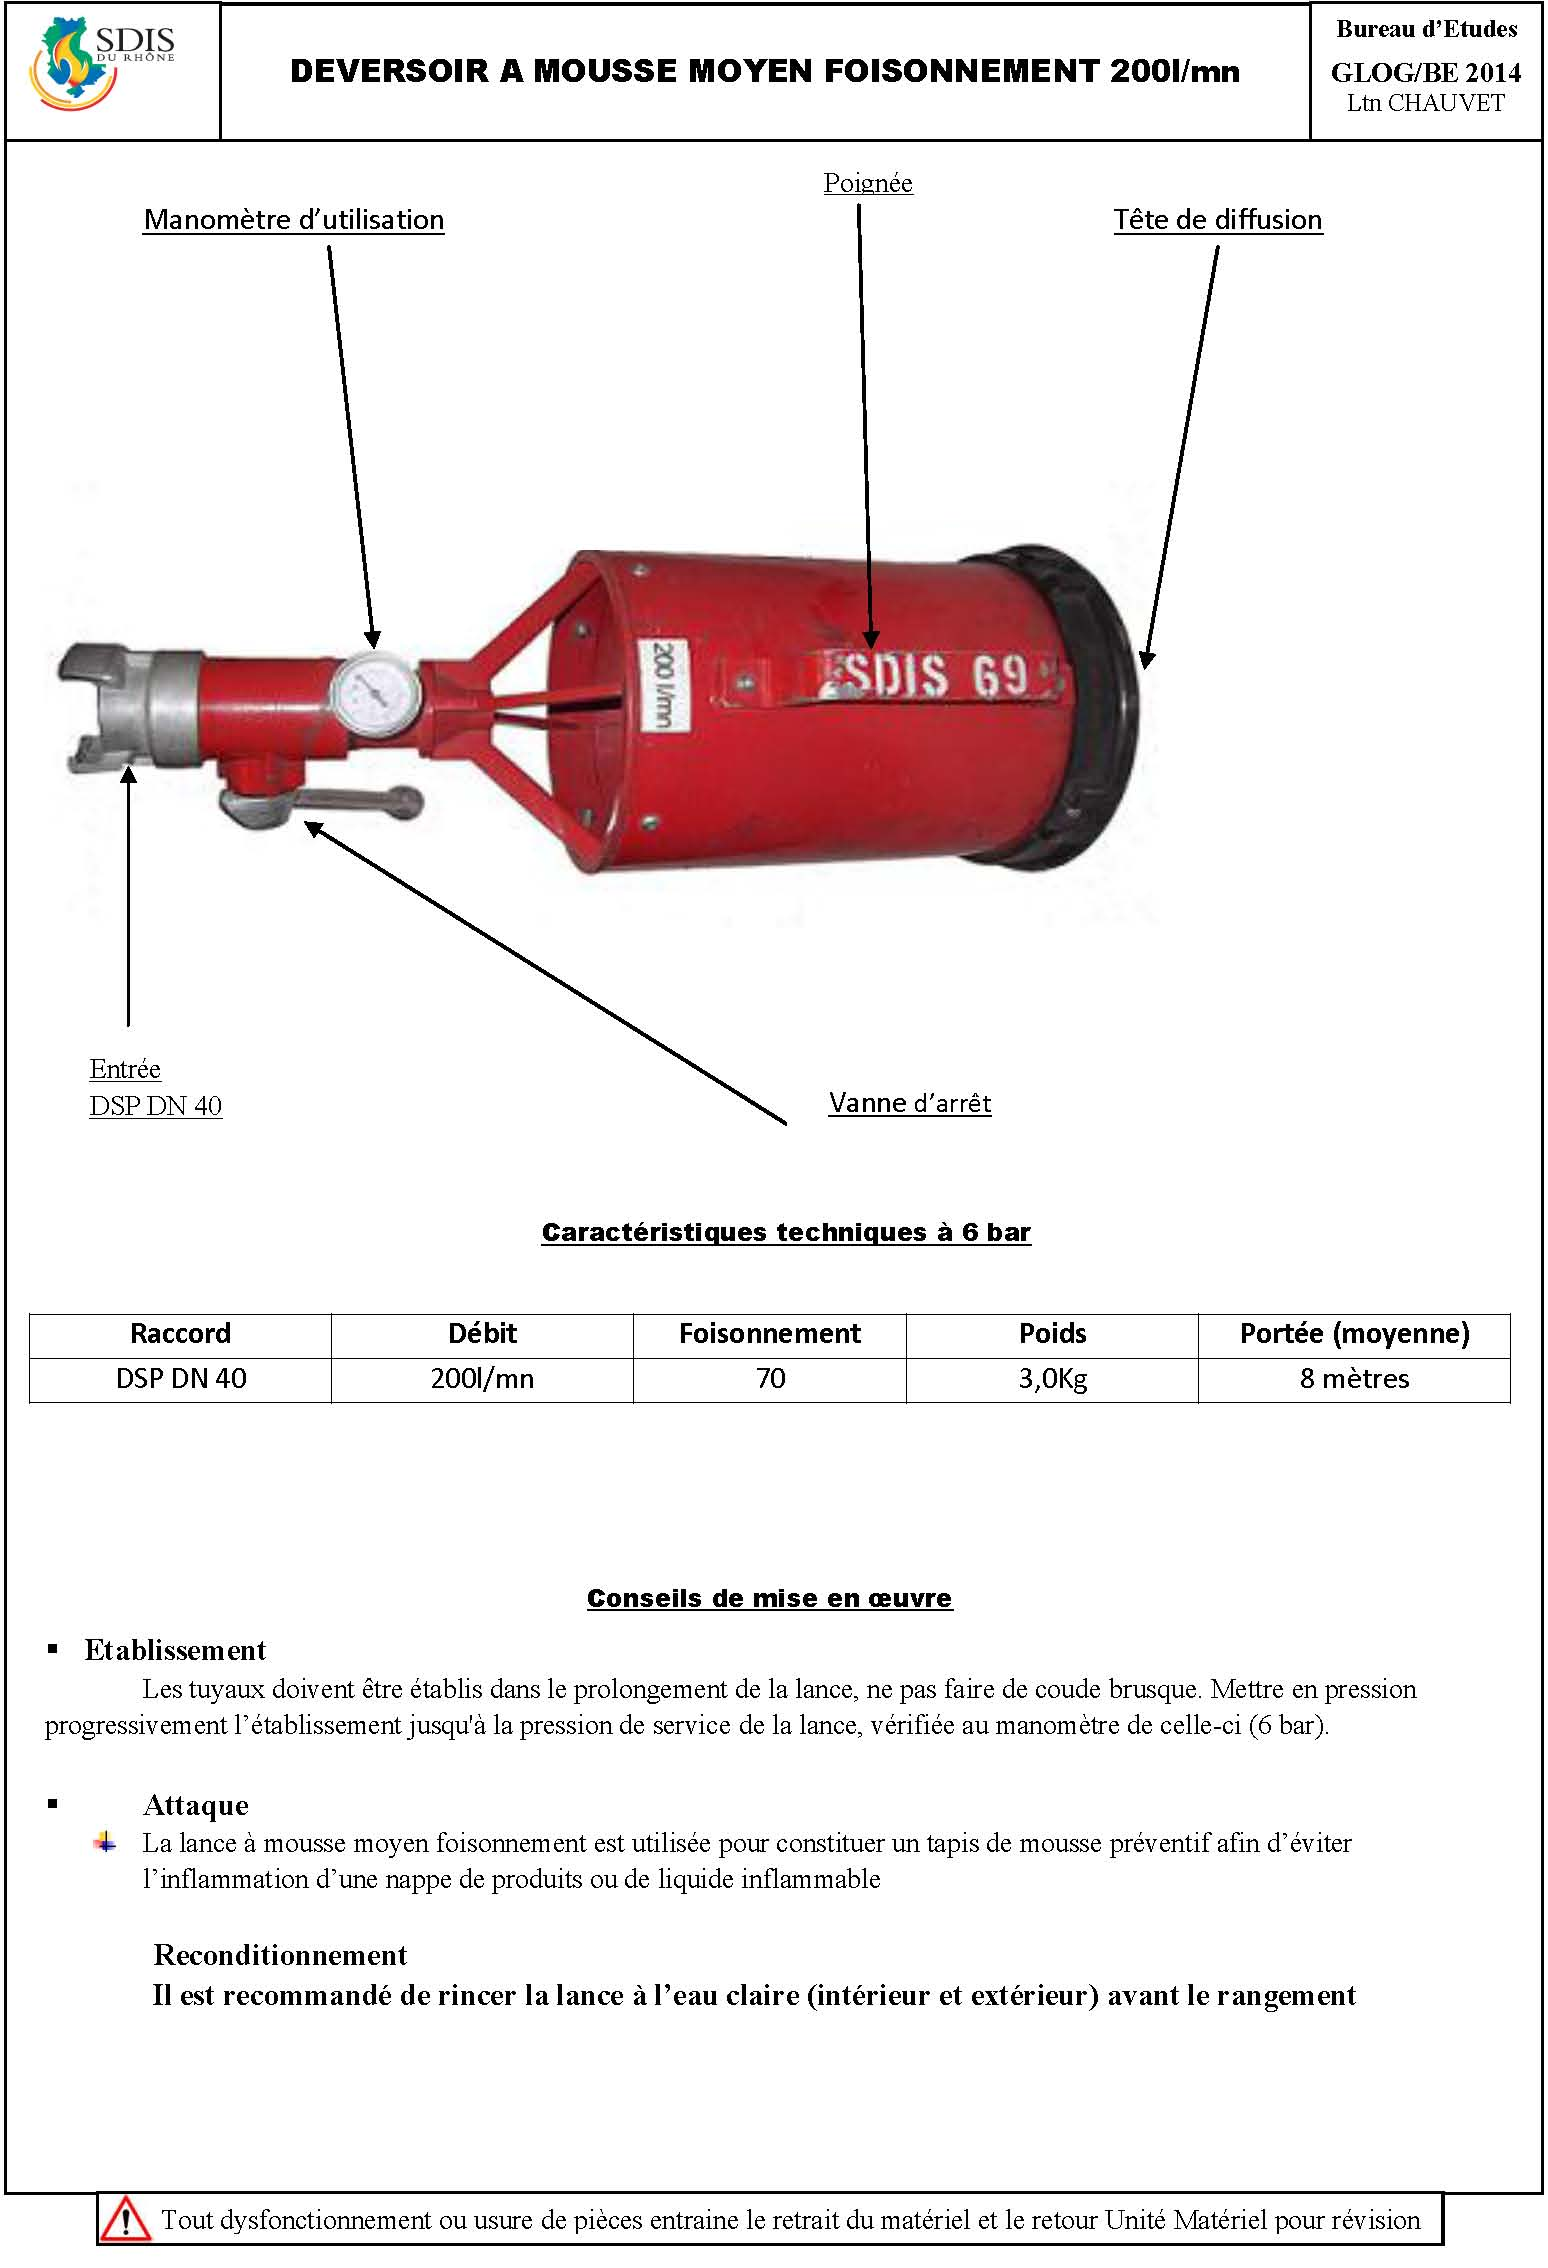 SDIS
DU RHÔNE
DEVERSOIR A MOUSSE MOYEN FOISONNEMENT 200l/mn
Bureau d’Etudes
GLOG/BE 2014
Ltn CHAUVET
Poignée
Manomètre d’utilisation
Tête de diffusion
200 l/mn
SDIS 69
Entrée
DSP DN 40
Vanne d’arrêt
Caractéristiques techniques à 6 bar
Raccord Débit Foisonnement Poids Portée (moyenne)
DSP DN 40 200l/mn 70 3,0Kg 8 mètres
Conseils de mise en œuvre
▪ Etablissement
Les tuyaux doivent être établis dans le prolongement de la lance, ne pas faire de coude brusque. Mettre en pression
progressivement l’établissement jusqu'à la pression de service de la lance, vérifiée au manomètre de celle-ci (6 bar).
▪ Attaque
La lance à mousse moyen foisonnement est utilisée pour constituer un tapis de mousse préventif afin d’éviter
l’inflammation d’une nappe de produits ou de liquide inflammable
Reconditionnement
Il est recommandé de rincer la lance à l’eau claire (intérieur et extérieur) avant le rangement
Tout dysfonctionnement ou usure de pièces entraine le retrait du matériel et le retour Unité Matériel pour révision